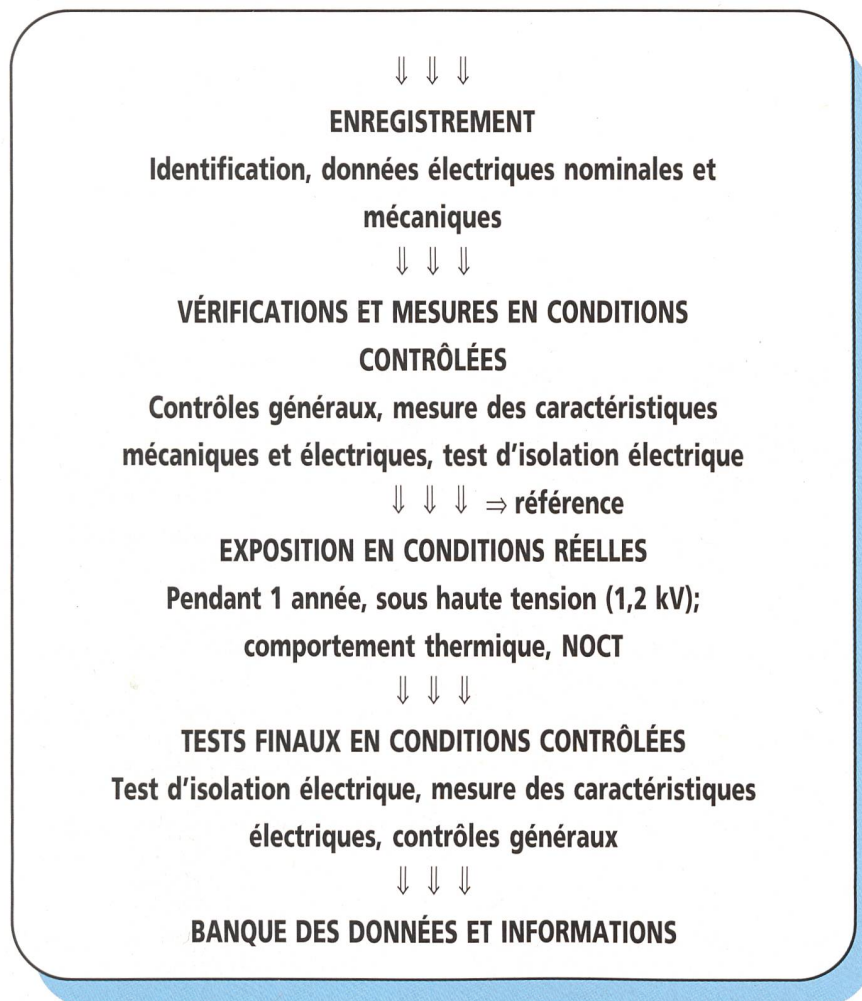 ⇓ ⇓ ⇓
ENREGISTREMENT
Identification, données électriques nominales et
mécaniques
⇓ ⇓ ⇓
VÉRIFICATIONS ET MESURES EN CONDITIONS
CONTRÔLÉES
Contrôles généraux, mesure des caractéristiques
mécaniques et électriques, test d'isolation électrique
⇓ ⇓ ⇓ ⇒ référence
EXPOSITION EN CONDITIONS RÉELLES
Pendant 1 année, sous haute tension (1,2 kV);
comportement thermique, NOCT
⇓ ⇓ ⇓
TESTS FINAUX EN CONDITIONS CONTRÔLÉES
Test d'isolation électrique, mesure des caractéristiques
électriques, contrôles généraux
⇓ ⇓ ⇓
BANQUE DES DONNÉES ET INFORMATIONS